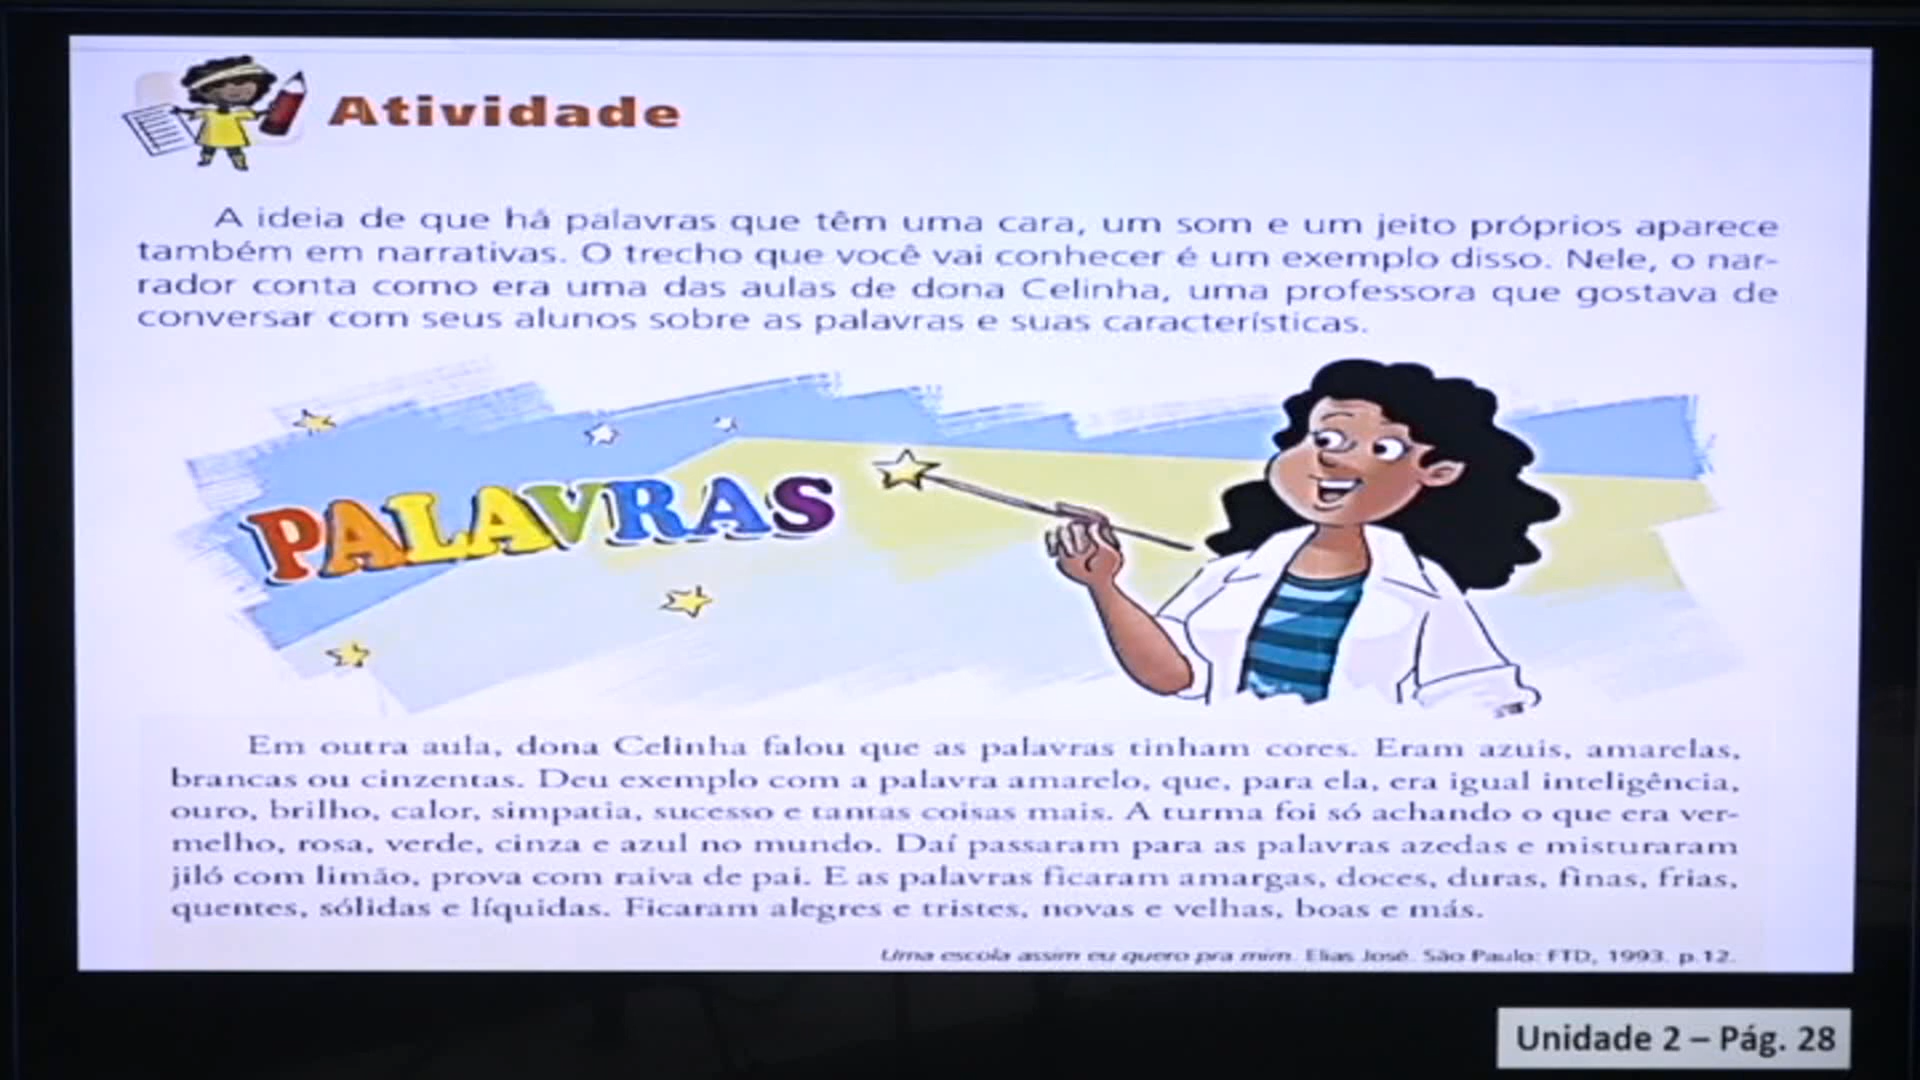 Atividade
A ideia de que há palavras que têm uma cara, um som e um jeito próprios aparece
também em narrativas. O trecho que você vai conhecer é um exemplo disso. Nele, o nar-
rador conta como era uma das aulas de dona Celinha, uma professora que gostava de
conversar com seus alunos sobre as palavras e suas características.
PALAVRAS
Em outra aula, dona Celinha falou que as palavras tinham cores. Eram azuis, amarelas,
brancas ou cinzentas. Deu exemplo com a palavra amarelo, que, para ela, era igual inteligência,
ouro, brilho, calor, simpatia, sucesso e tantas coisas mais. A turma foi só achando o que era ver-
melho, rosa, verde, cinza e azul no mundo. Daí passaram para as palavras azedas e misturaram
jiló com limão, prova com raiva de pai. E as palavras ficaram amargas, doces, duras, finas, frias,
quentes, sólidas e líquidas. Ficaram alegres e tristes, novas e velhas, boas e más.
Uma escola assim eu quero pra mim. Elias José. São Paulo: FTD, 1993. p.12.
Unidade 2 – Pág. 28